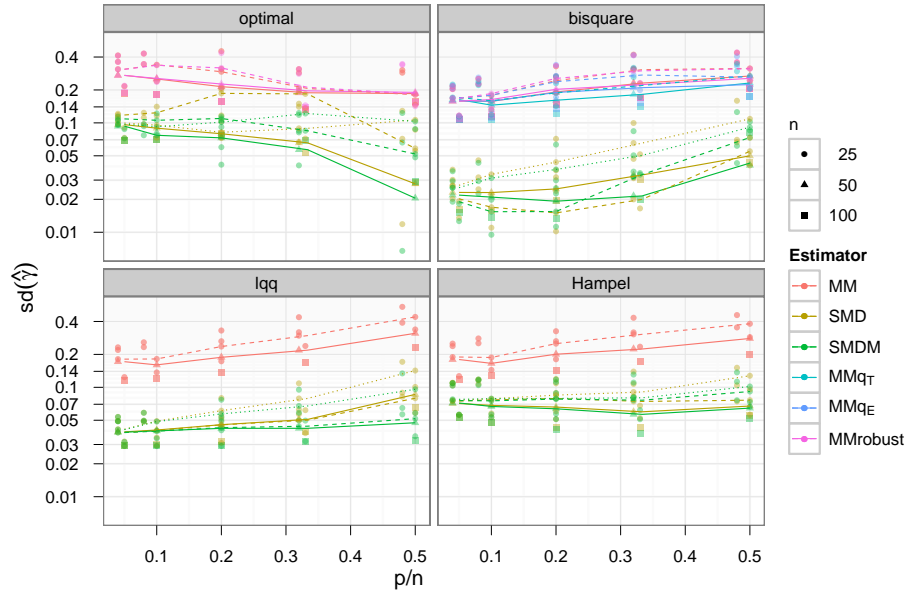 optimal
bisquare
0.4
0.2
0.14
0.1
0.07
0.05
0.03
0.02
0.01
lqq
Hampel
0.4
0.2
0.14
0.1
0.07
0.05
0.03
0.02
0.01
0.1 0.2 0.3 0.4 0.5
0.1 0.2 0.3 0.4 0.5
p/n
sd(γ̂)
n
25
50
100
Estimator
MM
SMD
SMDM
MMqT
MMqE
MMrobust